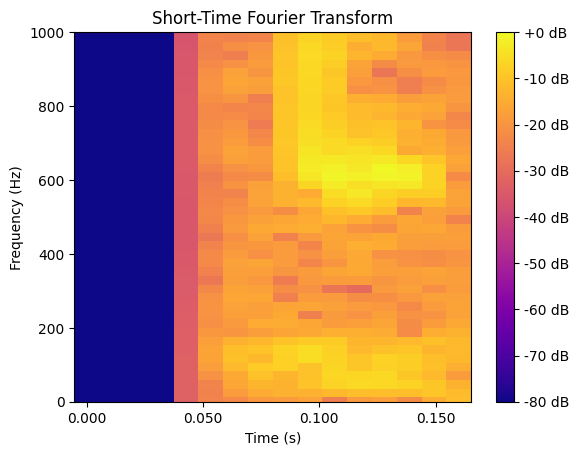 Short-Time Fourier Transform
Frequency (Hz)
1000
800
600
400
200
0
0.000
0.050
0.100
0.150
Time (s)
+0 dB
-10 dB
-20 dB
-30 dB
-40 dB
-50 dB
-60 dB
-70 dB
-80 dB